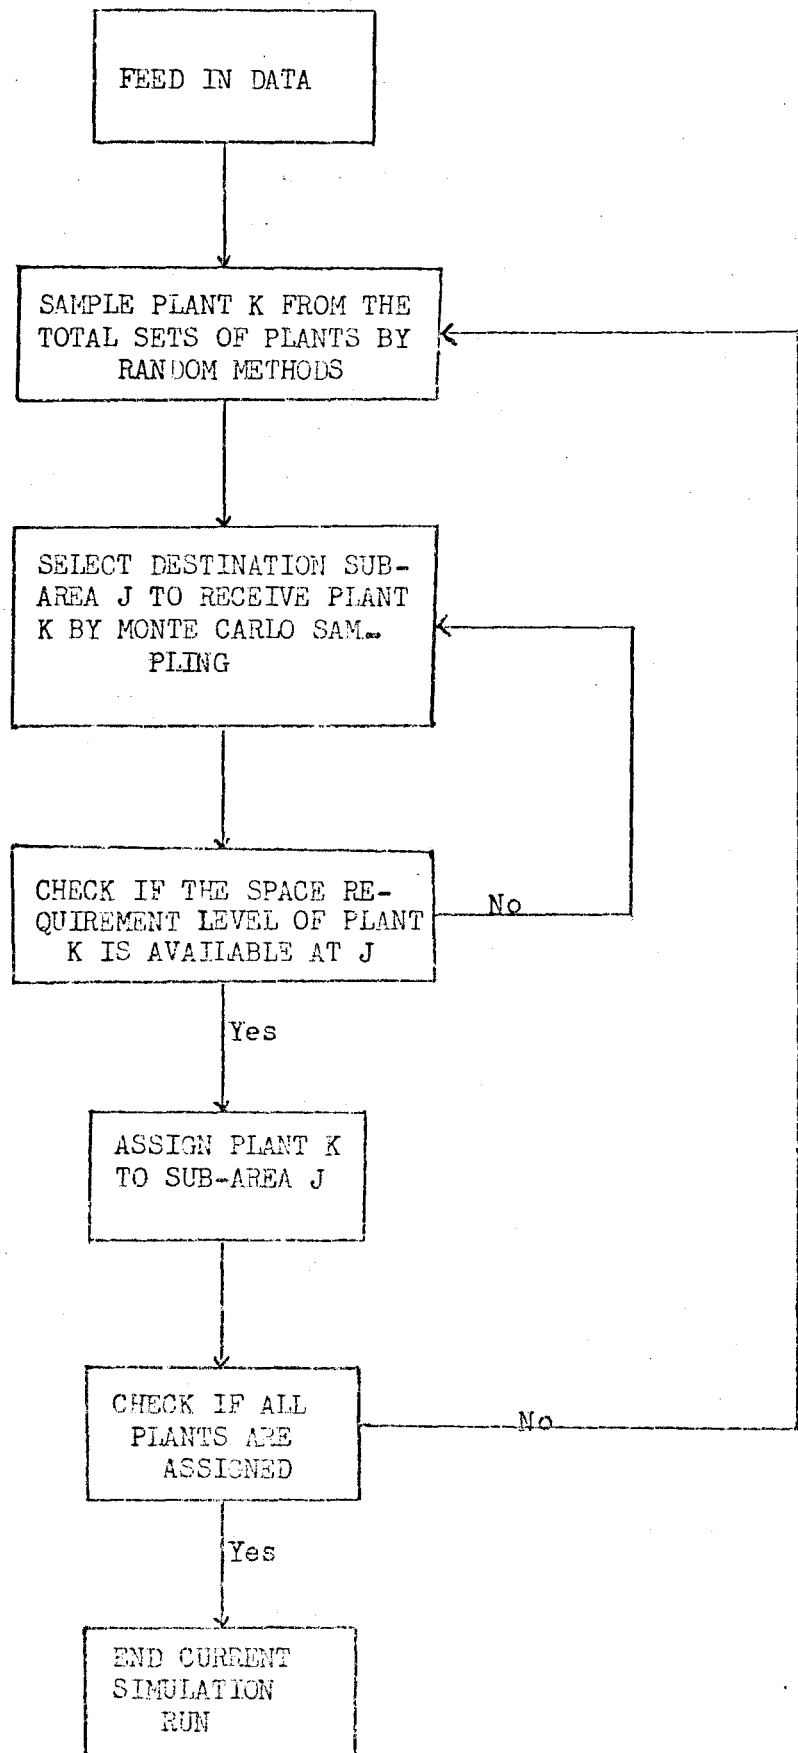 FEED IN DATA
SAMPLE PLANT K FROM THE
TOTAL SETS OF PLANTS BY
RANDOM METHODS
SELECT DESTINATION SUB-
AREA J TO RECEIVE PLANT
K BY MONTE CARLO SAM-
PLING
CHECK IF THE SPACE RE-
QUIREMENT LEVEL OF PLANT
K IS AVAILABLE AT J
No
Yes
ASSIGN PLANT K
TO SUB-AREA J
CHECK IF ALL
PLANTS ARE
ASSIGNED
No
Yes
END CURRENT
SIMULATION
RUN